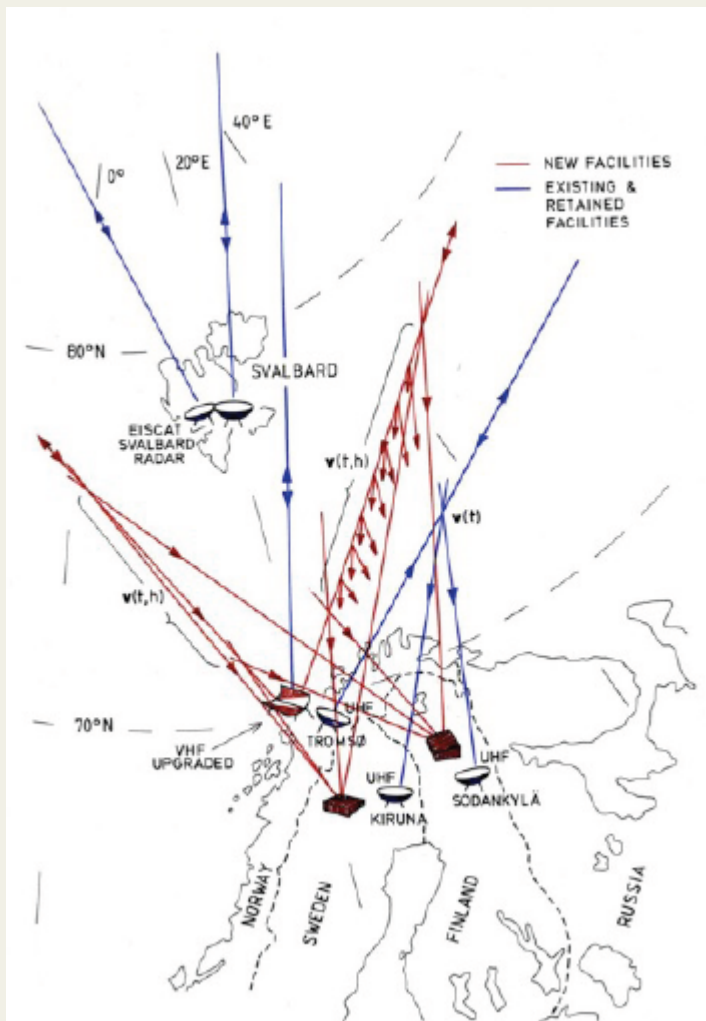 40°E
20°E
0°
NEW FACILITIES
EXISTING &
RETAINED
FACILITIES
80°N
SVALBARD
EISCAT
SVALBARD
RADAR
v(t,h)
v(t)
v(t,h)
70°N
UHF
TROMSØ
VHF
UPGRADED
UHF
KIRUNA
UHF
SODANKYLÄ
NORWAY
SWEDEN
FINLAND
RUSSIA